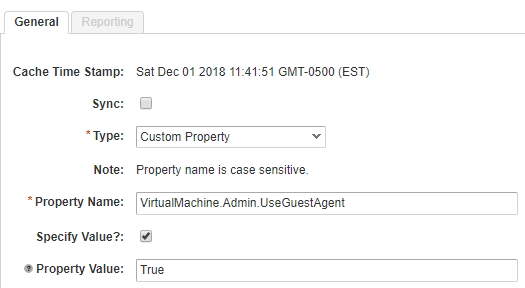 General Reporting
Cache Time Stamp: Sat Dec 01 2018 11:41:51 GMT-0500 (EST)
Sync:
* Type: Custom Property
Note: Property name is case sensitive.
* Property Name: VirtualMachine.Admin.UseGuestAgent
Specify Value?:
? Property Value: True